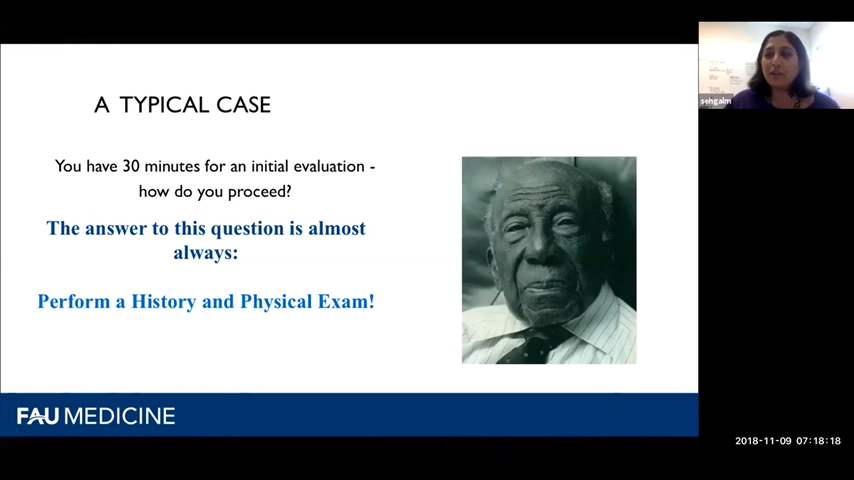 A TYPICAL CASE
You have 30 minutes for an initial evaluation -
how do you proceed?
The answer to this question is almost
always:
Perform a History and Physical Exam!
FAU MEDICINE
sehgalm
2018-11-09 07:18:18